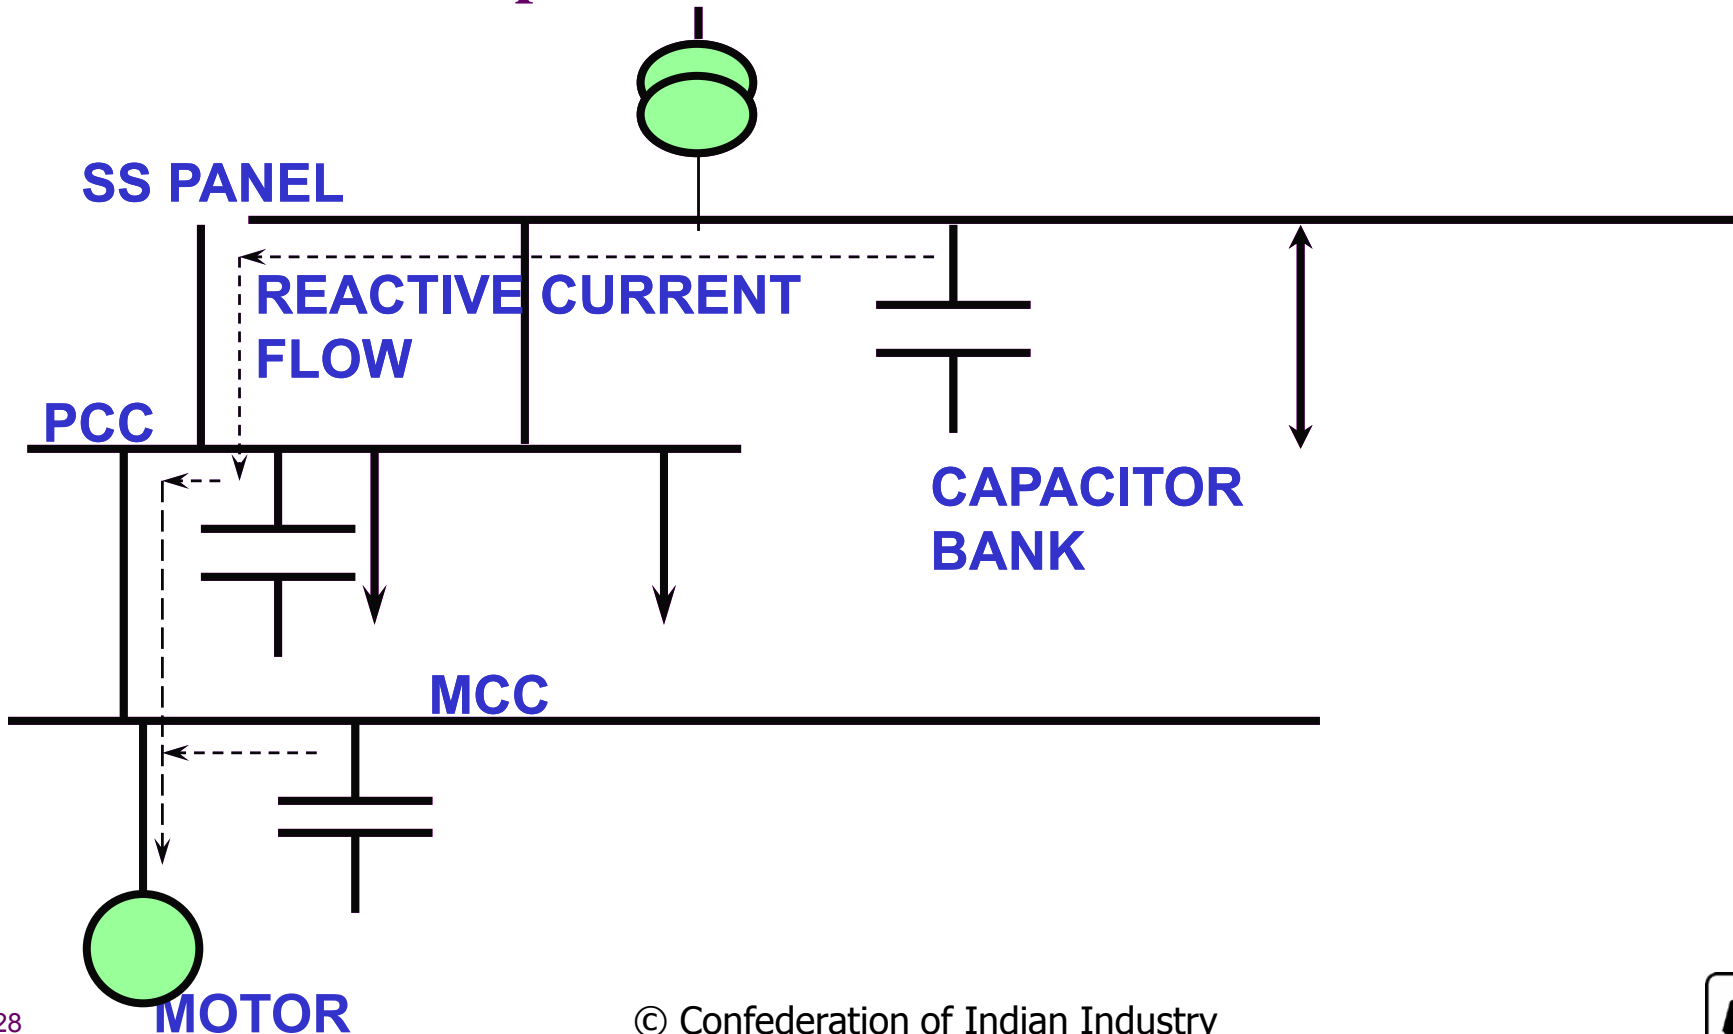 SS PANEL
REACTIVE CURRENT
FLOW
PCC
CAPACITOR
BANK
MCC
MOTOR
28
© Confederation of Indian Industry